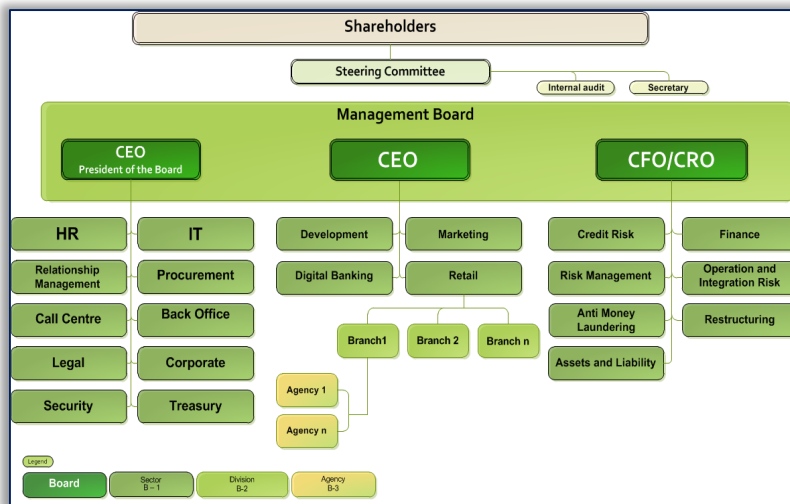 Shareholders
Steering Committee
Internal audit
Secretary
Management Board
CEO
President of the Board
CEO
CFO/CRO
HR
IT
Relationship
Management
Procurement
Call Centre
Back Office
Legal
Corporate
Security
Treasury
Development
Marketing
Digital Banking
Retail
Branch1
Branch 2
Branch n
Agency 1
Agency n
Credit Risk
Finance
Risk Management
Operation and
Integration Risk
Anti Money
Laundering
Restructuring
Assets and Liability
Legend
Board
Sector
B – 1
Division
B-2
Agency
B-3